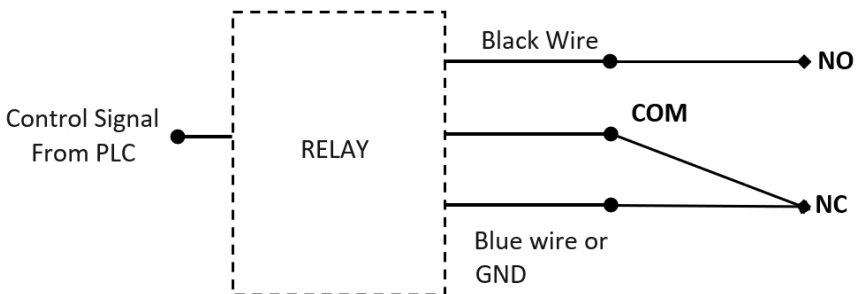 Black Wire
NO
Control Signal
From PLC
RELAY
COM
NC
Blue wire or
GND